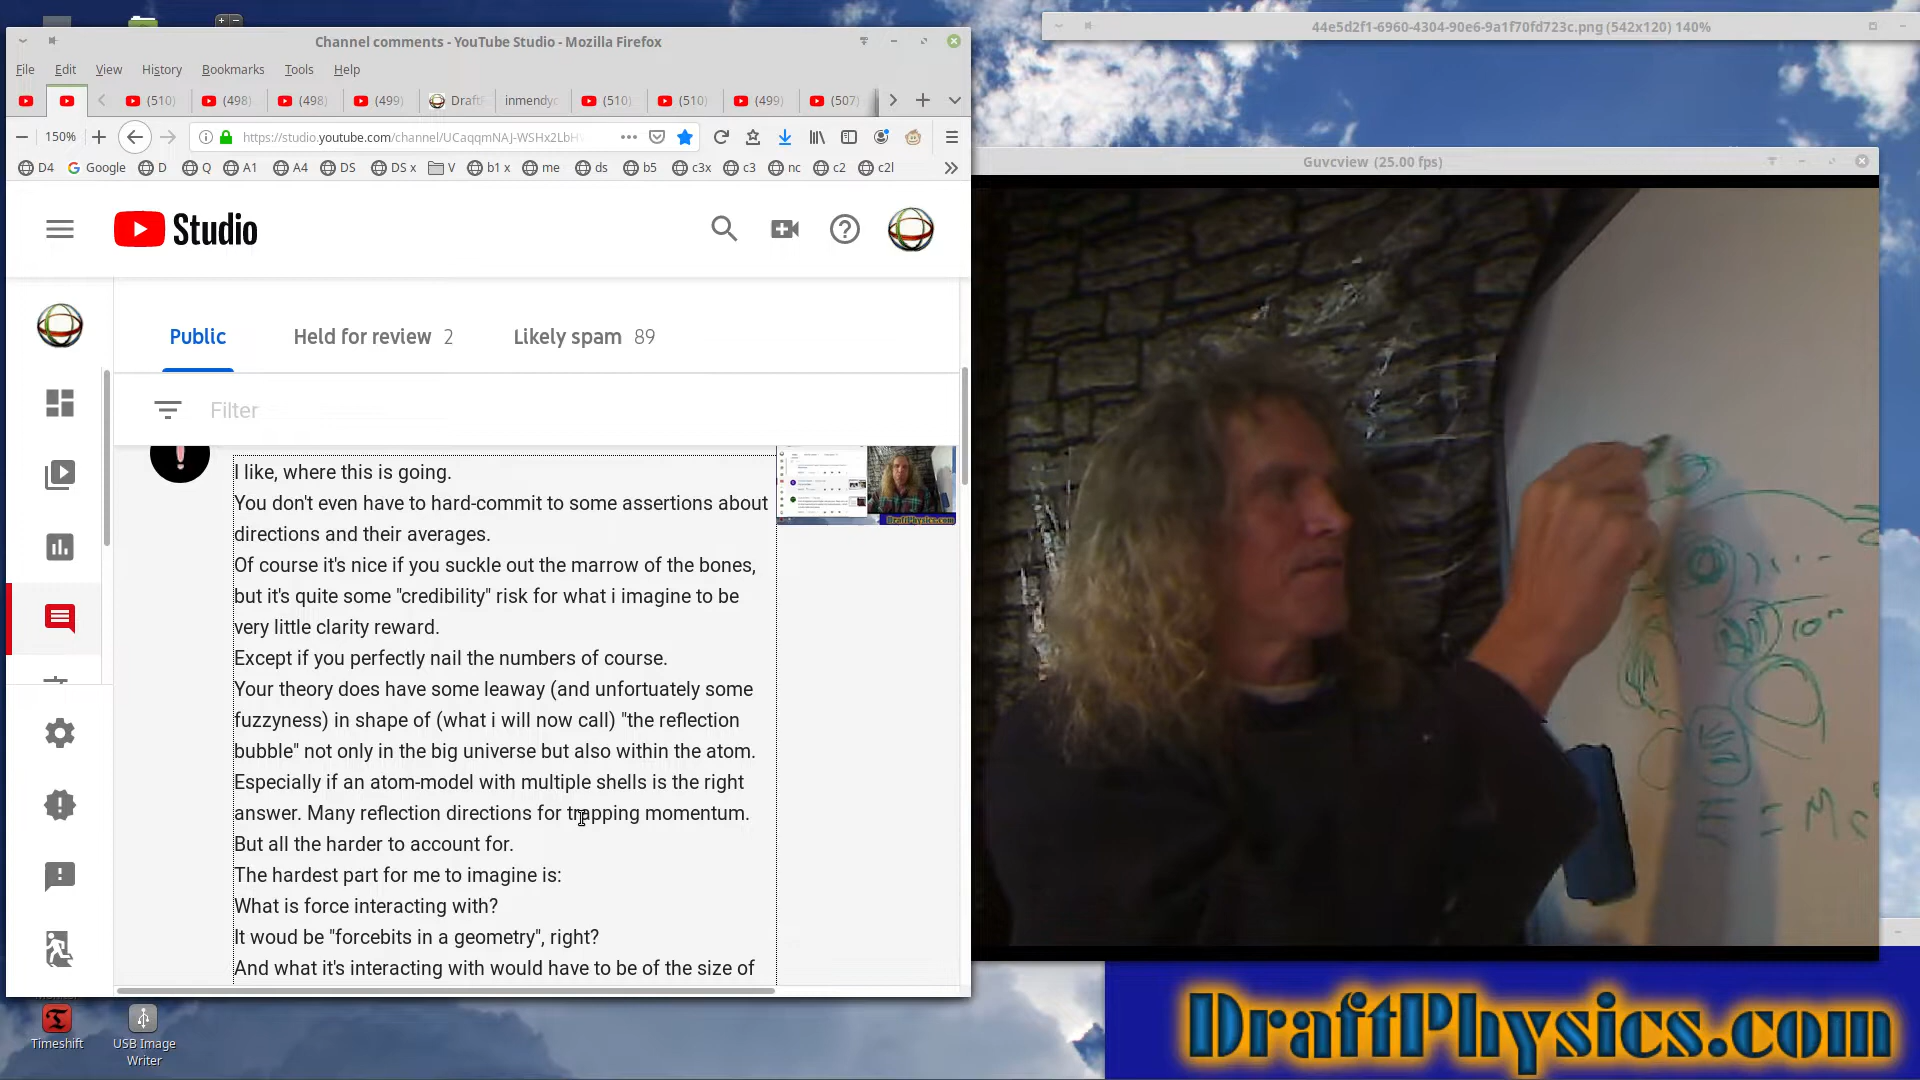 Channel comments - YouTube Studio - Mozilla Firefox
File Edit View History Bookmarks Tools Help
(510) (498) (498) (499) DraftP inmendyc (510) (510) (499) (507)
150% https://studio.youtube.com/channel/UCaqqmNAJ-WSHx2LbH
D4 Google D Q A1 A4 DS DS x V b1 x me ds b5 c3x c3 nc c2 c2l
Studio
Public Held for review 2 Likely spam 89
Filter
I like, where this is going.
You don't even have to hard-commit to some assertions about
directions and their averages.
Of course it's nice if you suckle out the marrow of the bones,
but it's quite some "credibility" risk for what i imagine to be
very little clarity reward.
Except if you perfectly nail the numbers of course.
Your theory does have some leaway (and unfortuately some
fuzzyness) in shape of (what i will now call) "the reflection
bubble" not only in the big universe but also within the atom.
Especially if an atom-model with multiple shells is the right
answer. Many reflection directions for trapping momentum.
But all the harder to account for.
The hardest part for me to imagine is:
What is force interacting with?
It woud be "forcebits in a geometry", right?
And what it's interacting with would have to be of the size of
Timeshift
USB Image
Writer
44e5d2f1-6960-4304-90e6-9a1f70fd723c.png (542x120) 140%
Guvcview (25.00 fps)
DraftPhysics.com